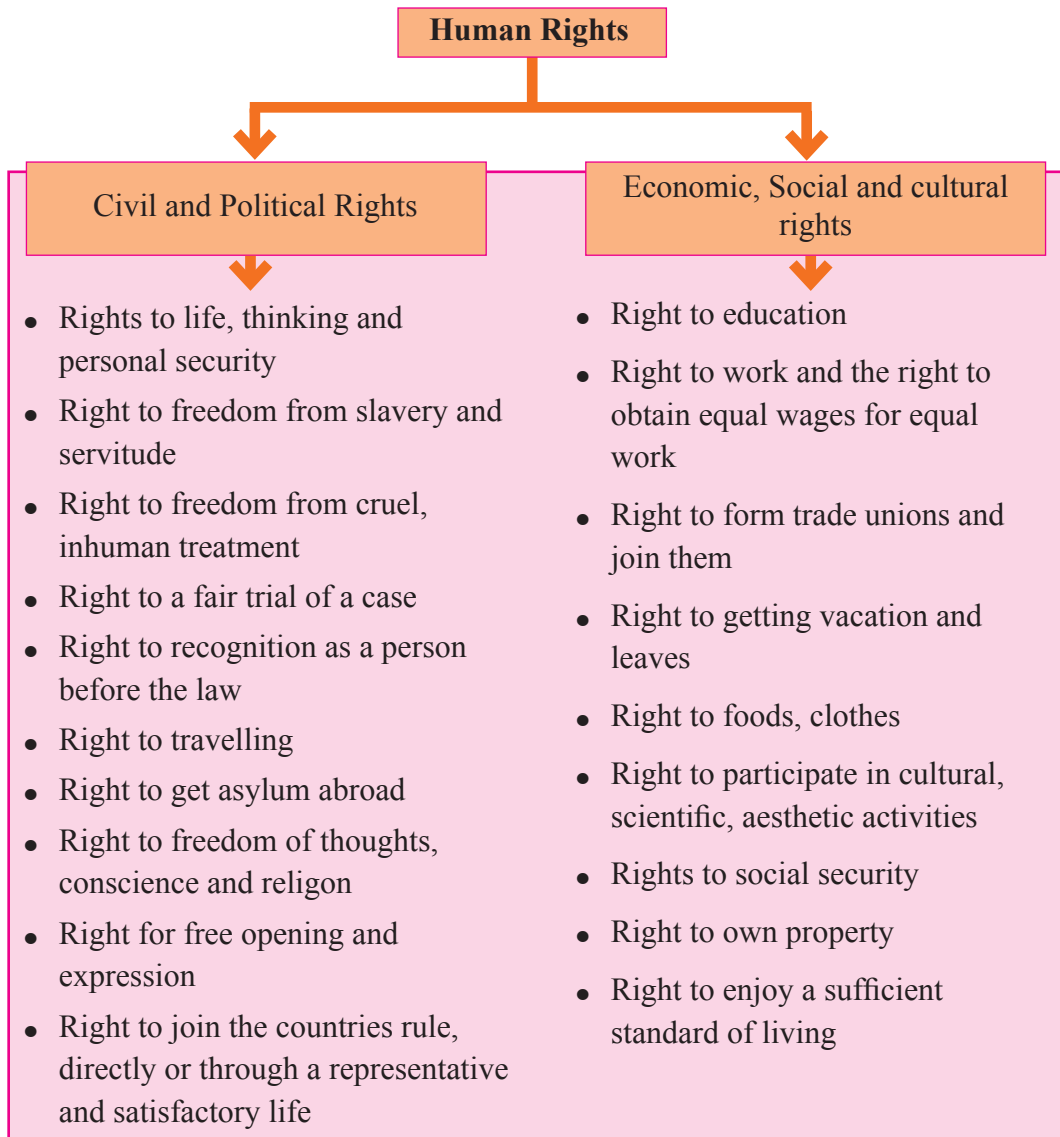 Human Rights
Civil and Political Rights
• Rights to life, thinking and
personal security
• Right to freedom from slavery and
servitude
• Right to freedom from cruel,
inhuman treatment
• Right to a fair trial of a case
• Right to recognition as a person
before the law
• Right to travelling
• Right to get asylum abroad
• Right to freedom of thoughts,
conscience and religon
• Right for free opening and
expression
• Right to join the countries rule,
directly or through a representative
and satisfactory life
Economic, Social and cultural
rights
• Right to education
• Right to work and the right to
obtain equal wages for equal
work
• Right to form trade unions and
join them
• Right to getting vacation and
leaves
• Right to foods, clothes
• Right to participate in cultural,
scientific, aesthetic activities
• Rights to social security
• Right to own property
• Right to enjoy a sufficient
standard of living